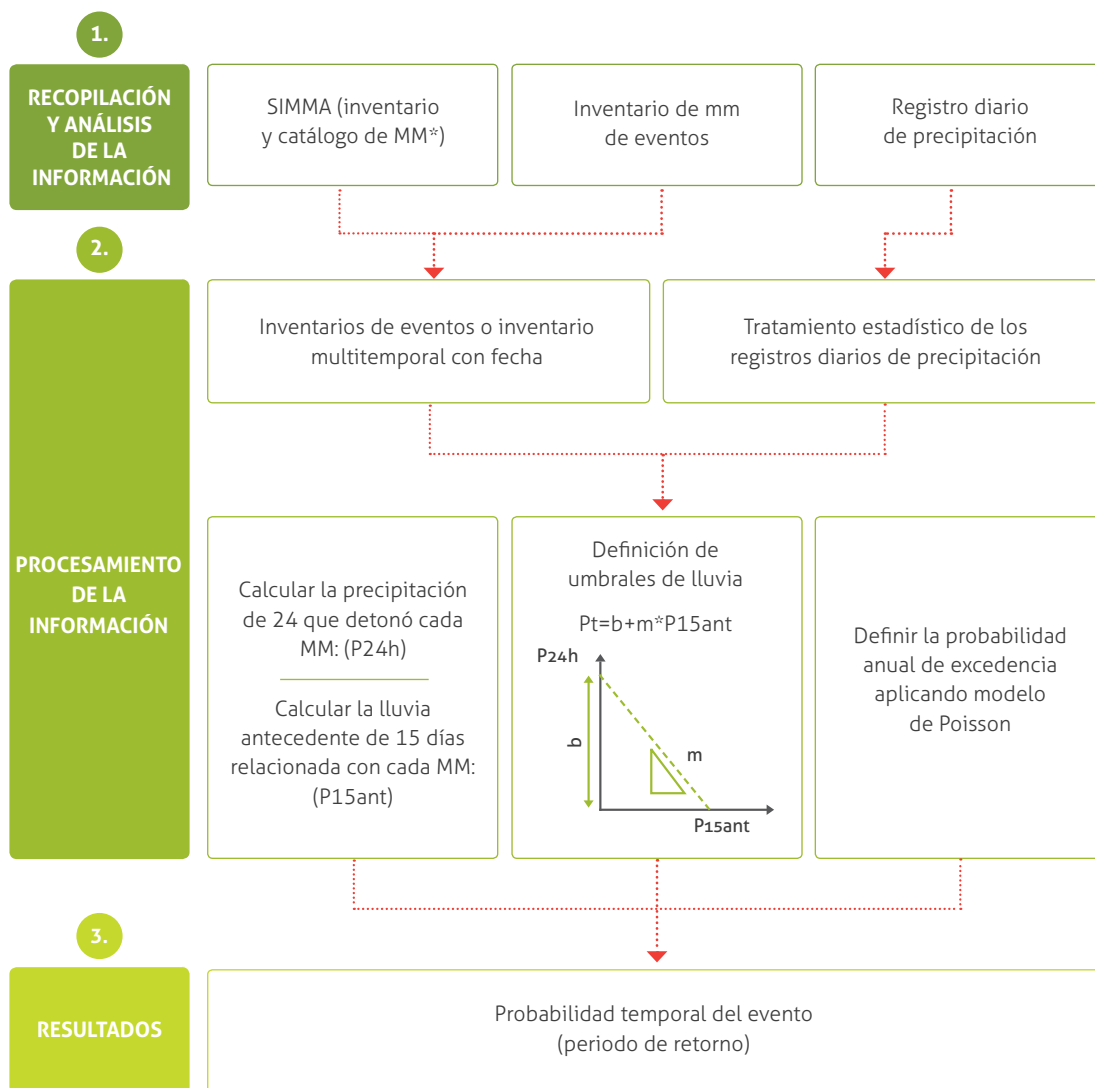 1.
RECOPILACIÓN
Y ANÁLISIS
DE LA
INFORMACIÓN
SIMMA (inventario
y catálogo de MM*)
Inventario de mm
de eventos
Registro diario
de precipitación
2.
PROCESAMIENTO
DE LA
INFORMACIÓN
Inventarios de eventos o inventario
multitemporal con fecha
Tratamiento estadístico de los
registros diarios de precipitación
Calcular la precipitación
de 24 que detonó cada
MM: (P24h)
Calcular la lluvia
antecedente de 15 días
relacionada con cada MM:
(P15ant)
Definición de
umbrales de lluvia
Pt=b+m*P15ant
P24h
b
m
P15ant
Definir la probabilidad
anual de excedencia
aplicando modelo
de Poisson
3.
RESULTADOS
Probabilidad temporal del evento
(periodo de retorno)